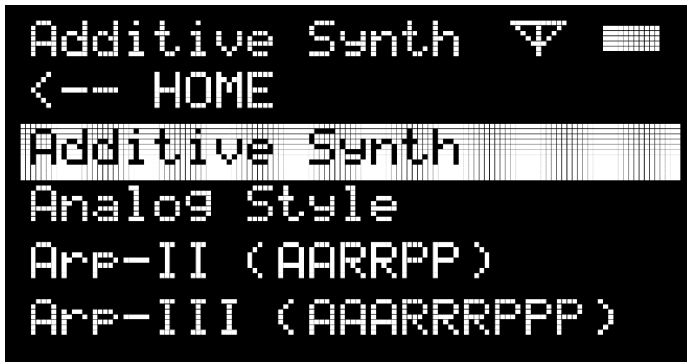 Additive Synth
<-- HOME
Additive Synth
Analog Style
Arp-II (AARRPP)
Arp-III (AAARRRPPP)